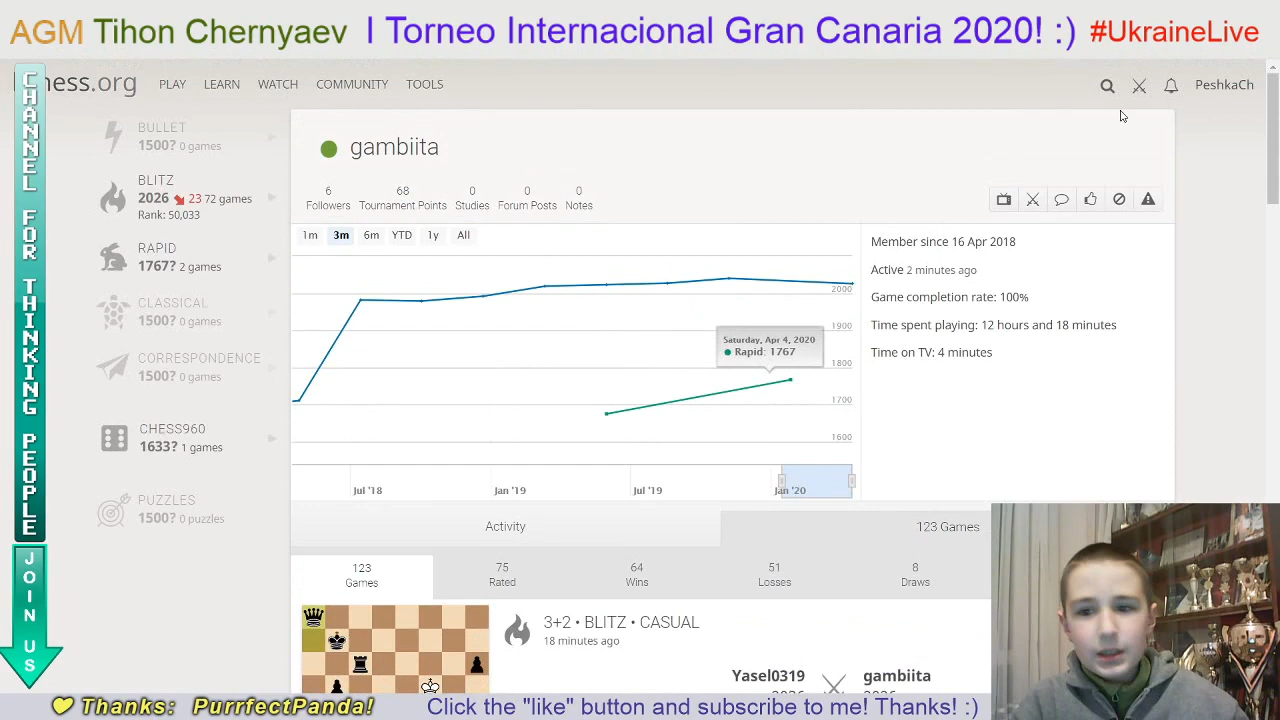 AGM Tihon Chernyaev I Torneo Internacional Gran Canaria 2020! :) #UkraineLive
CHANNEL FOR THINKING PEOPLE
JOIN US
hess.org PLAY LEARN WATCH COMMUNITY TOOLS PeshkaCh
BULLET
1500? 0 games
BLITZ
2026 23 72 games
Rank: 50,033
RAPID
1767? 2 games
CLASSICAL
1500? 0 games
CORRESPONDENCE
1500? 0 games
CHESS960
1633? 1 games
PUZZLES
1500? 0 puzzles
gambiita
6 68 0 0 0
Followers Tournament Points Studies Forum Posts Notes
1m 3m 6m YTD 1y All
2000
1900
1800
1700
1600
Saturday, Apr 4, 2020
Rapid: 1767
Jul '18 Jan '19 Jul '19 Jan '20
Member since 16 Apr 2018
Active 2 minutes ago
Game completion rate: 100%
Time spent playing: 12 hours and 18 minutes
Time on TV: 4 minutes
Activity 123 Games
123 75 64 51 8
Games Rated Wins Losses Draws
3+2 • BLITZ • CASUAL
18 minutes ago
Yasel0319 gambiita
Thanks: PurrfectPanda! Click the "like" button and subscribe to me! Thanks! :)